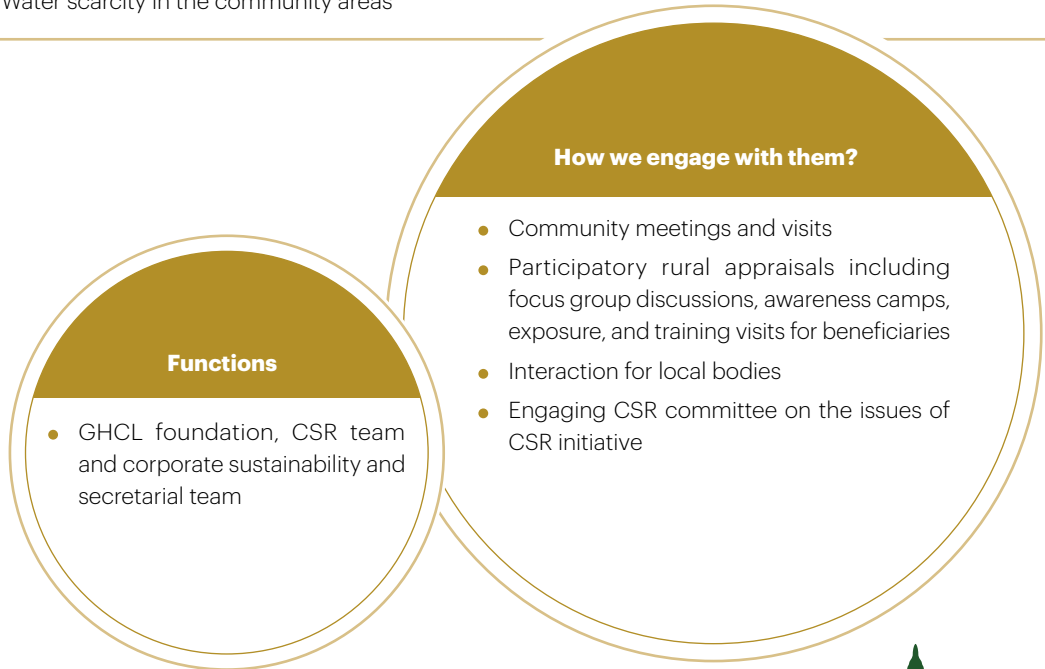 Water scarcity in the community areas
How we engage with them?
● Community meetings and visits
● Participatory rural appraisals including
focus group discussions, awareness camps,
exposure, and training visits for beneficiaries
● Interaction for local bodies
● Engaging CSR committee on the issues of
CSR initiative
Functions
● GHCL foundation, CSR team
and corporate sustainability and
secretarial team